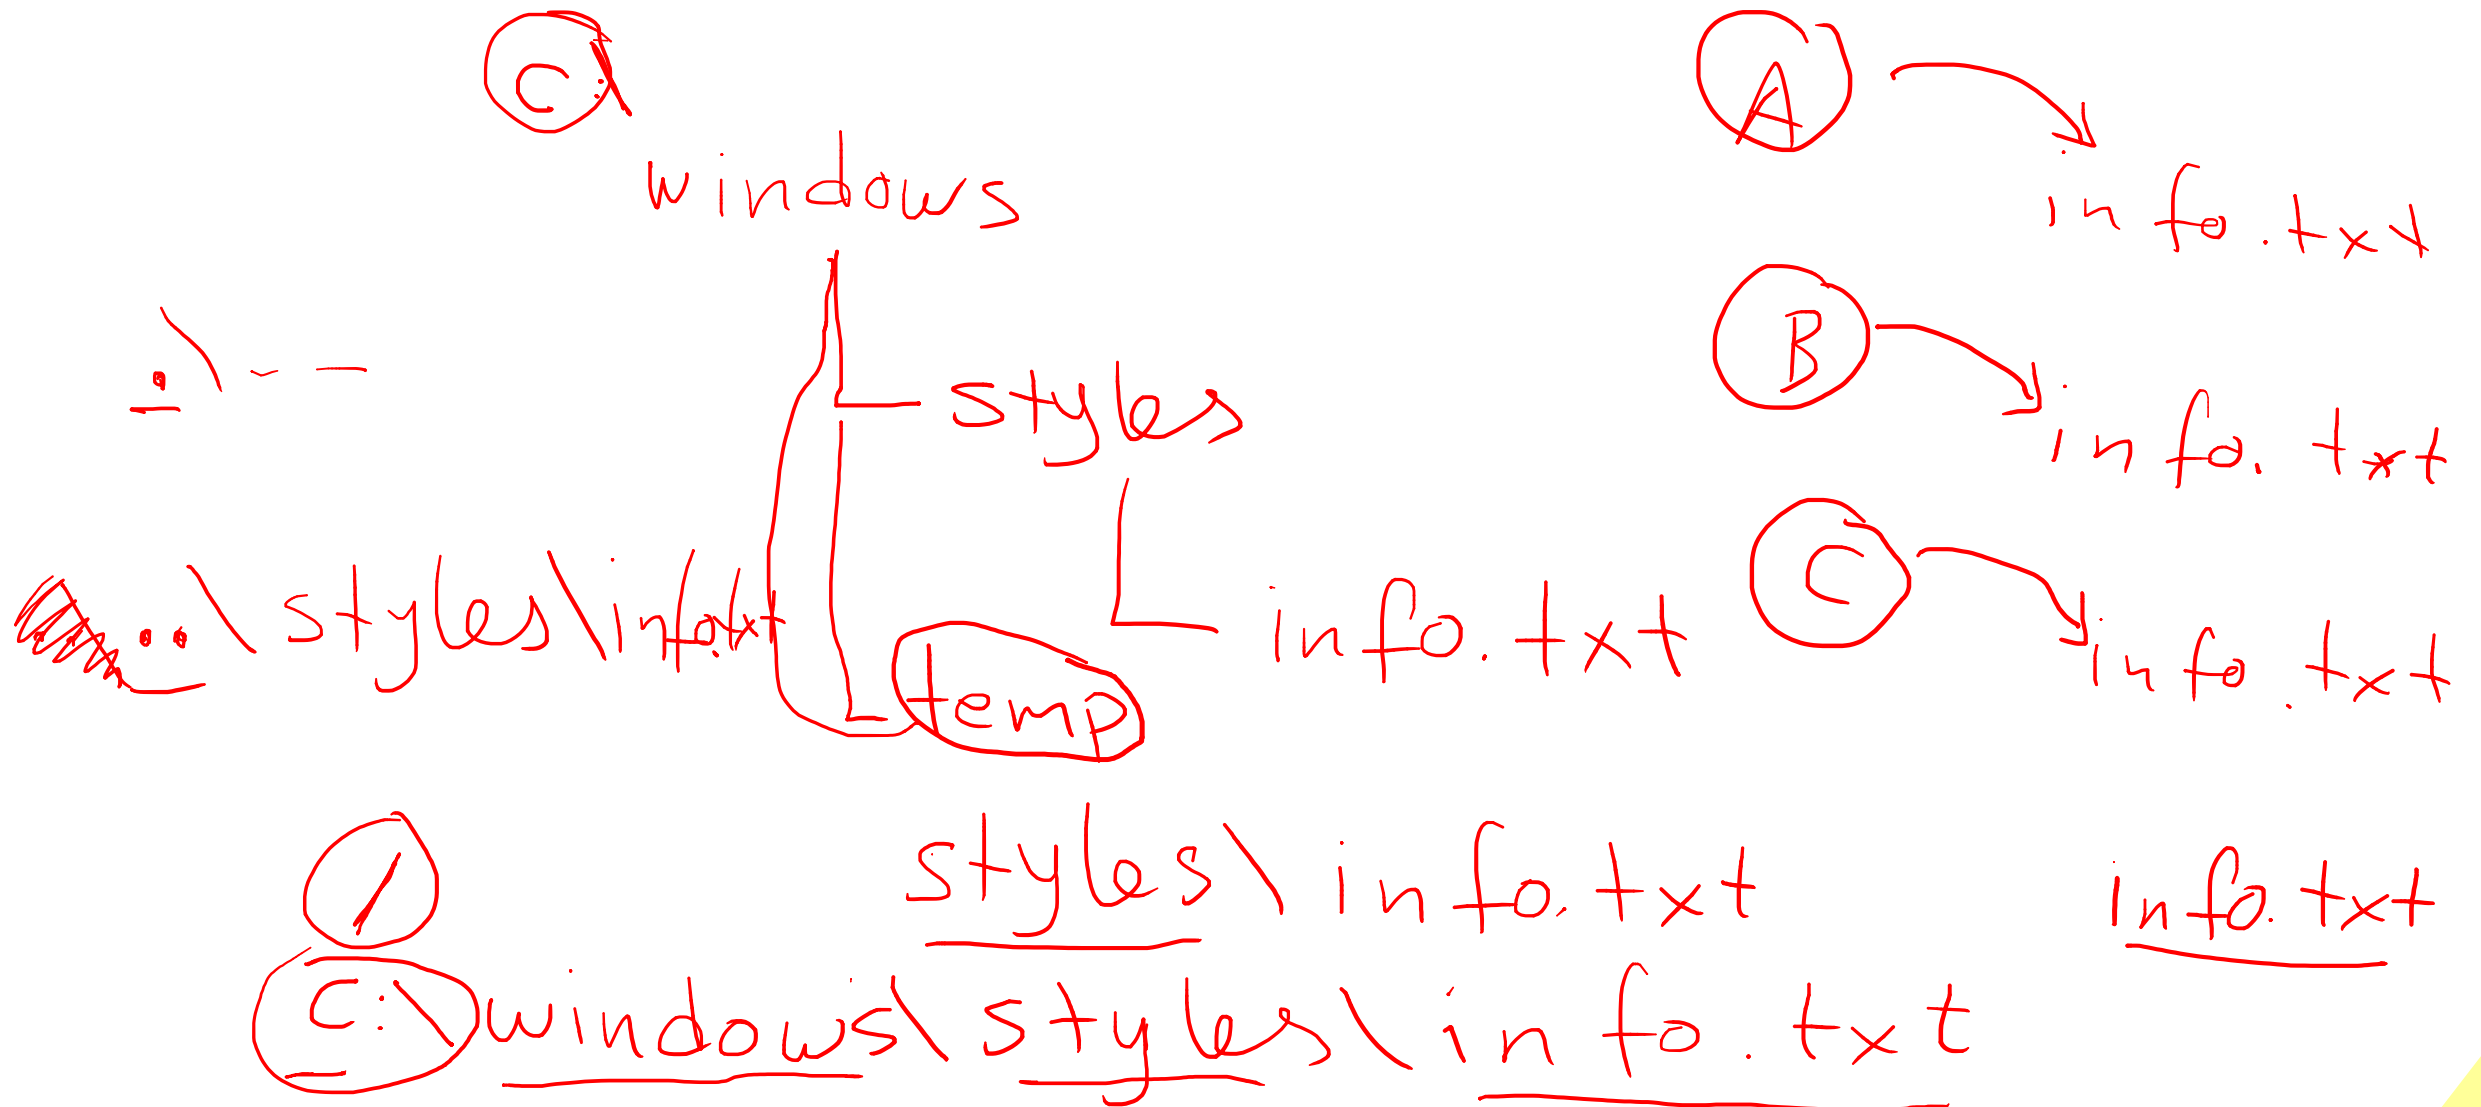 C:\
A
windows
info.txt
B
.\ - -
styles
info.txt
C
..\styles\info.txt
info.txt
info.txt
temp
/
styles\info.txt
info.txt
C:\windows\styles\info.txt